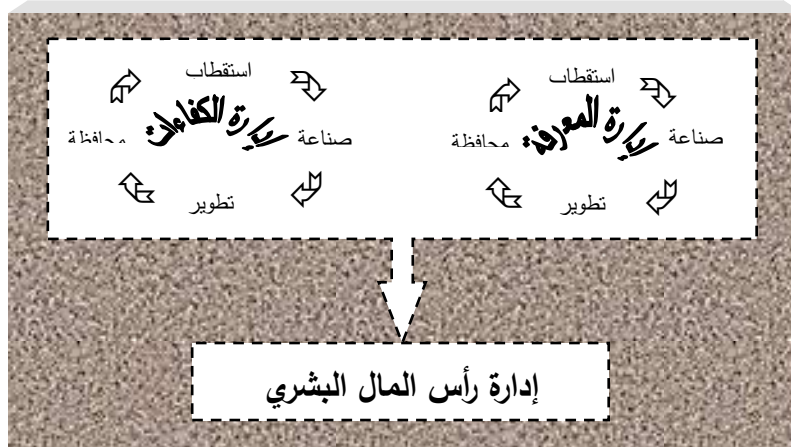 استقطاب
إدارة المعرفة
صناعة
محافظة
تطوير
استقطاب
إدارة الكفاءات
صناعة
محافظة
تطوير
إدارة رأس المال البشري